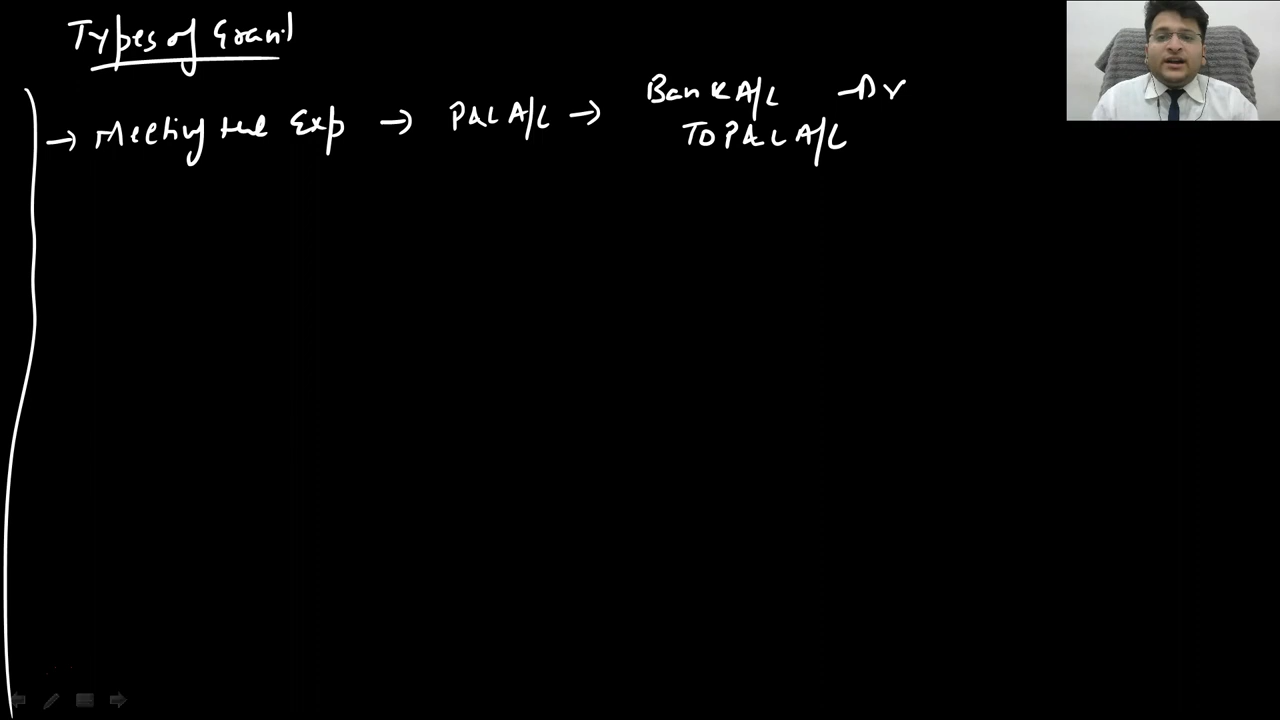 Types of Grant
→ Meeting the Exp → P&L A/C → Bank A/C -Dr
TO P&L A/C